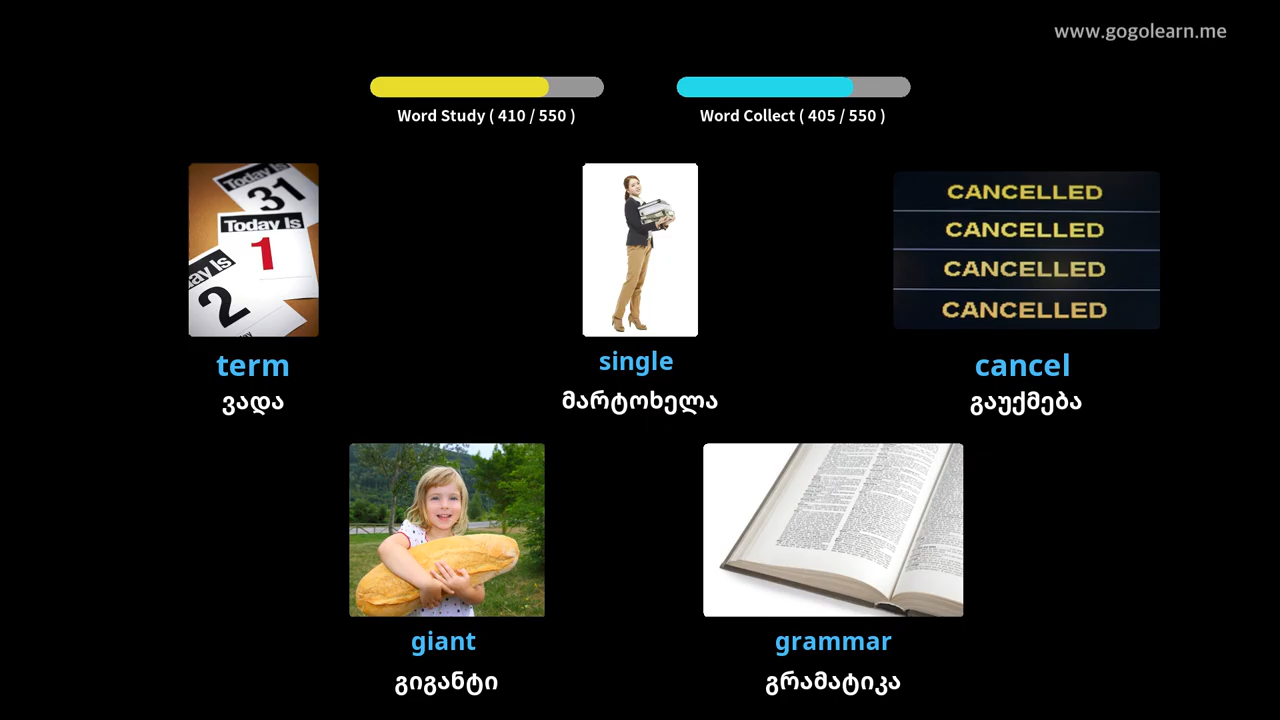 www.gogolearn.me
Word Study ( 410 / 550 )
Word Collect ( 405 / 550 )
Today Is
31
Today Is
1
ay Is
2
CANCELLED
CANCELLED
CANCELLED
CANCELLED
term
single
cancel
ვადა
მარტოხელა
გაუქმება
giant
grammar
გიგანტი
გრამატიკა